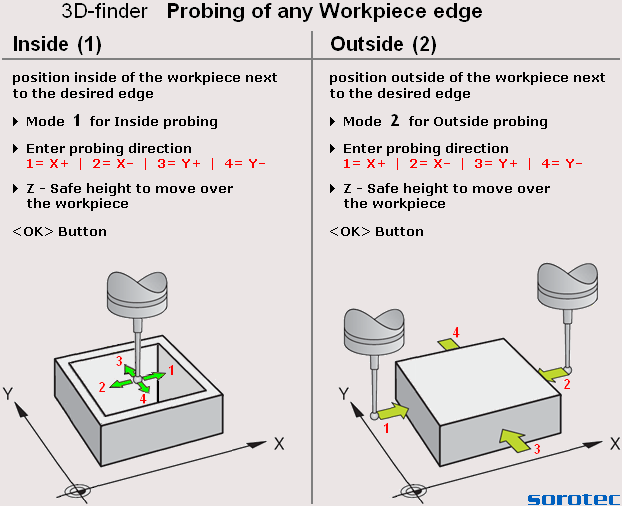 3D-finder Probing of any Workpiece edge
Inside (1)
position inside of the workpiece next
to the desired edge
Mode 1 for Inside probing
Enter probing direction
1= X+ | 2= X- | 3= Y+ | 4= Y-
Z - Safe height to move over
the workpiece
<OK> Button
3
1
2
4
Y
X
Outside (2)
position outside of the workpiece next
to the desired edge
Mode 2 for Outside probing
Enter probing direction
1= X+ | 2= X- | 3= Y+ | 4= Y-
Z - Safe height to move over
the workpiece
<OK> Button
4
2
1
3
Y
X
sorotec